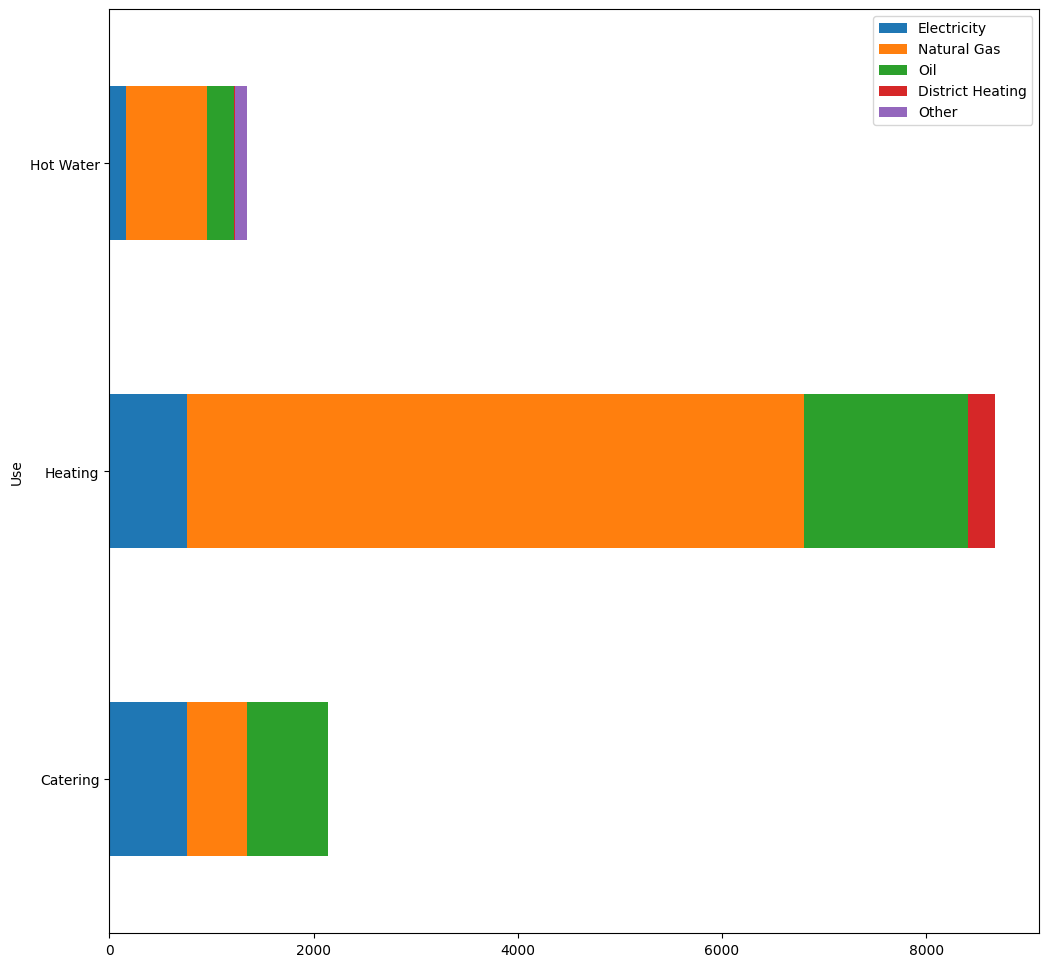 Electricity
Natural Gas
Oil
District Heating
Other
Hot Water
Heating
Catering
Use
0 2000 4000 6000 8000